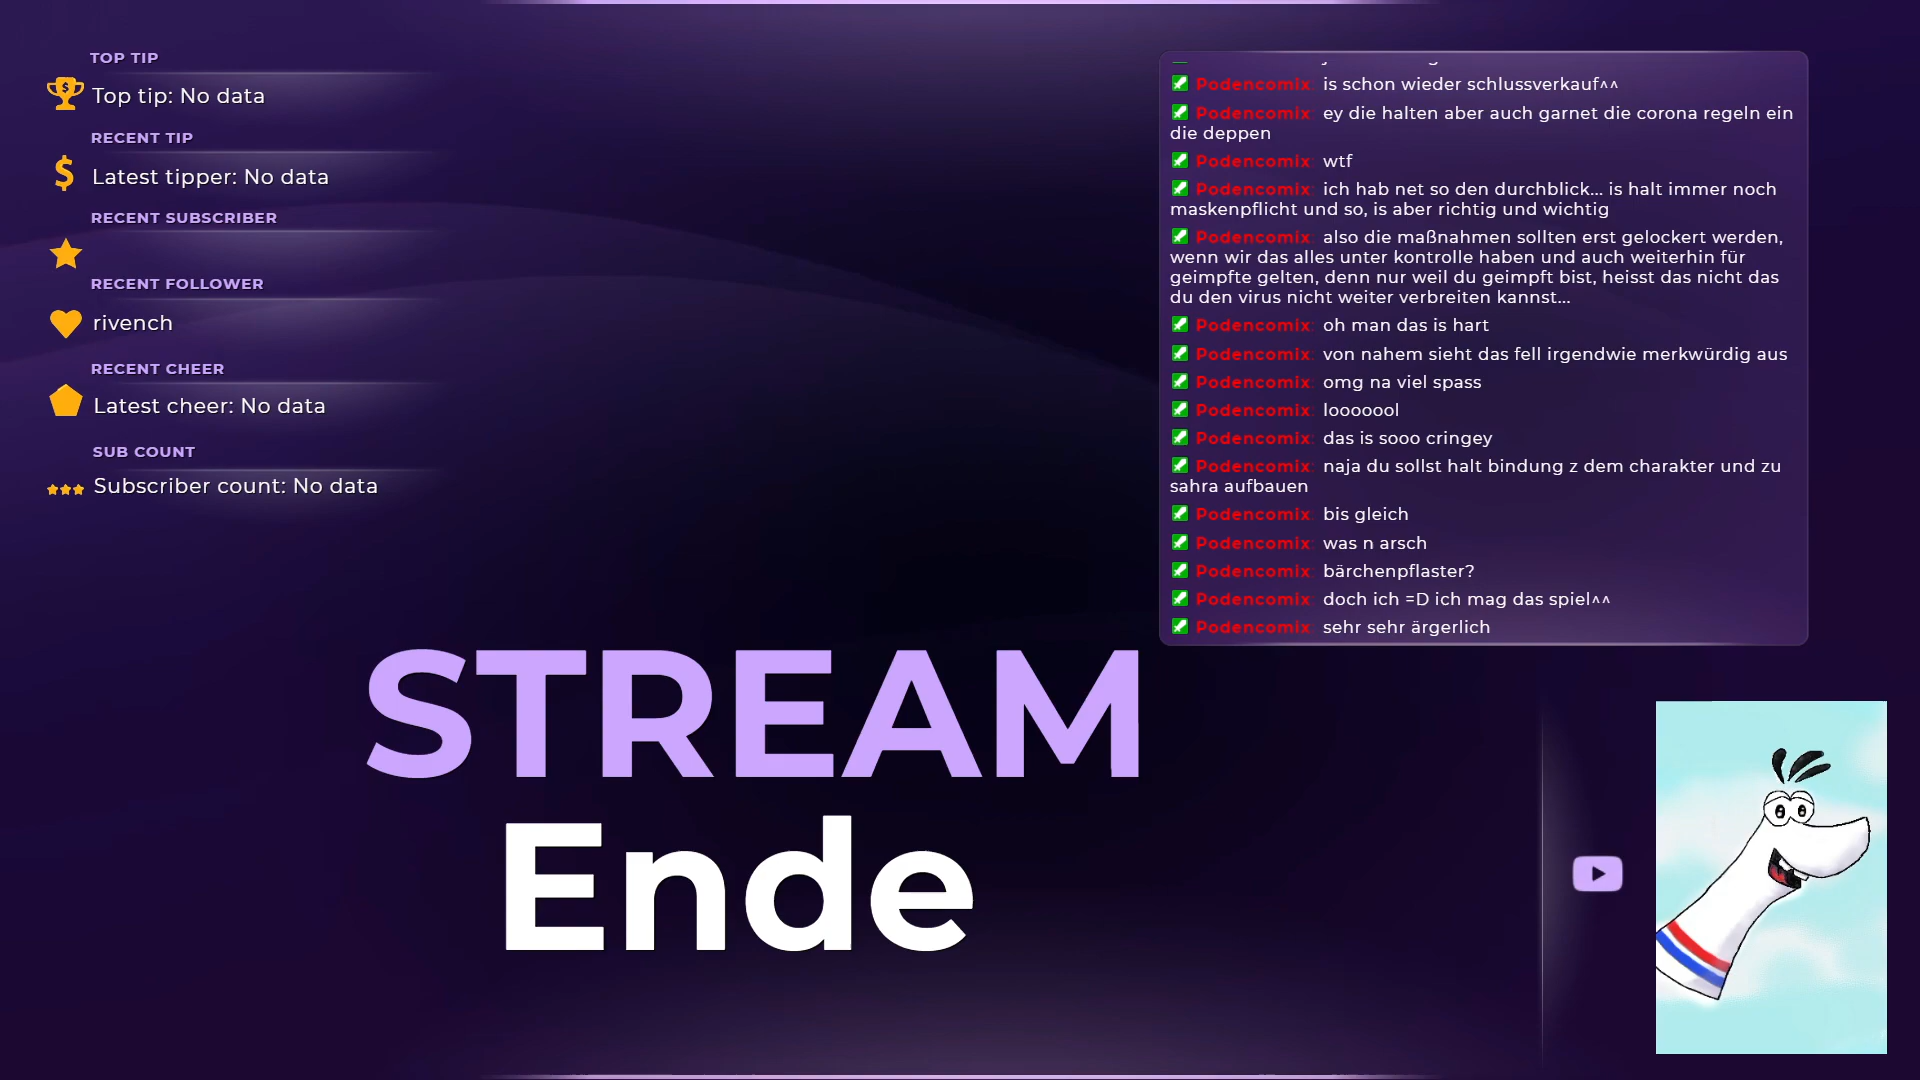 TOP TIP
Top tip: No data
RECENT TIP
Latest tipper: No data
RECENT SUBSCRIBER
RECENT FOLLOWER
rivench
RECENT CHEER
Latest cheer: No data
SUB COUNT
Subscriber count: No data
Podencomix: is schon wieder schlussverkauf^^
Podencomix: ey die halten aber auch garnet die corona regeln ein
die deppen
Podencomix: wtf
Podencomix: ich hab net so den durchblick... is halt immer noch
maskenpflicht und so, is aber richtig und wichtig
Podencomix: also die maßnahmen sollten erst gelockert werden,
wenn wir das alles unter kontrolle haben und auch weiterhin für
geimpfte gelten, denn nur weil du geimpft bist, heisst das nicht das
du den virus nicht weiter verbreiten kannst...
Podencomix: oh man das is hart
Podencomix: von nahem sieht das fell irgendwie merkwürdig aus
Podencomix: omg na viel spass
Podencomix: looooool
Podencomix: das is sooo cringey
Podencomix: naja du sollst halt bindung z dem charakter und zu
sahra aufbauen
Podencomix: bis gleich
Podencomix: was n arsch
Podencomix: bärchenpflaster?
Podencomix: doch ich =D ich mag das spiel^^
Podencomix: sehr sehr ärgerlich
STREAM
Ende